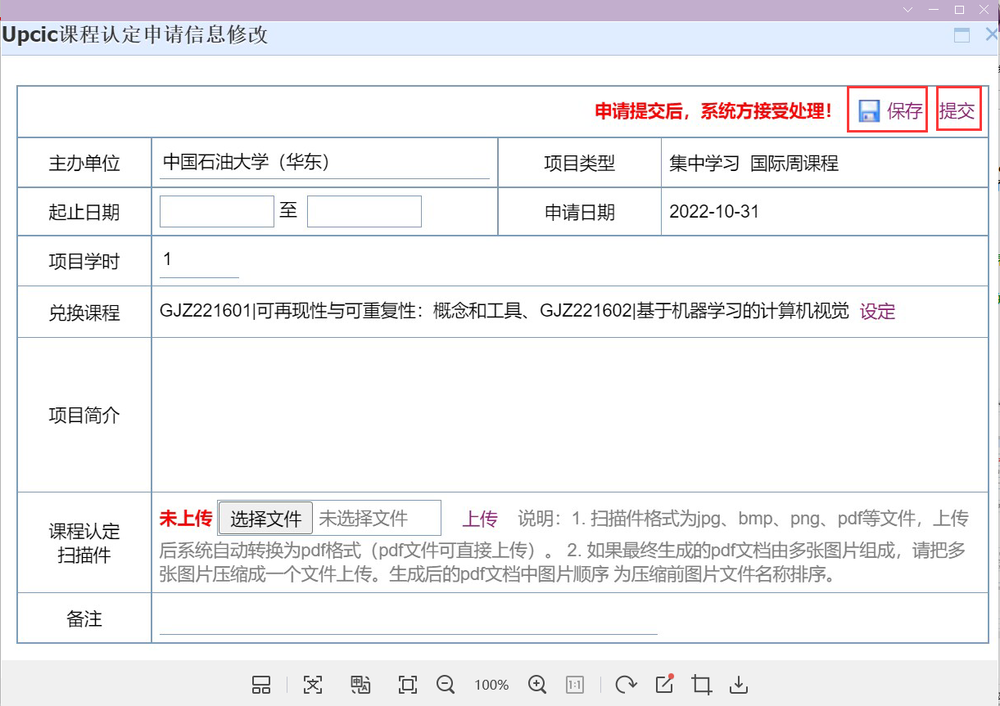 Upcic课程认定申请信息修改
申请提交后，系统方接受处理！ 保存 提交
主办单位 中国石油大学（华东） 项目类型 集中学习 国际周课程
起止日期 至 申请日期 2022-10-31
项目学时 1
兑换课程 GJZ221601|可再现性与可重复性：概念和工具、GJZ221602|基于机器学习的计算机视觉 设定
项目简介
课程认定
扫描件
未上传 选择文件 未选择文件 上传 说明：1. 扫描件格式为jpg、bmp、png、pdf等文件，上传
后系统自动转换为pdf格式（pdf文件可直接上传）。 2. 如果最终生成的pdf文档由多张图片组成，请把多
张图片压缩成一个文件上传。生成后的pdf文档中图片顺序 为压缩前图片文件名称排序。
备注
100% 1:1